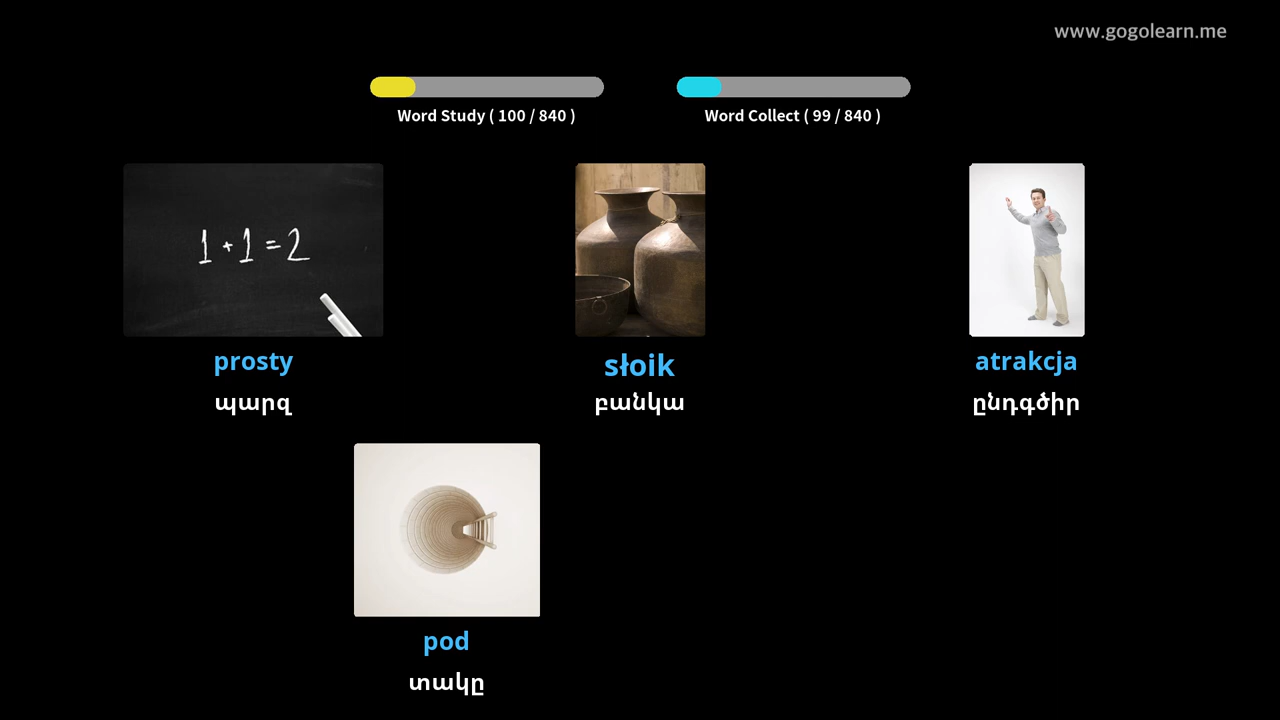 www.gogolearn.me
Word Study ( 100 / 840 )
Word Collect ( 99 / 840 )
1 + 1 = 2
prosty
պարզ
słoik
բանկա
atrakcja
ընդգծիր
pod
տակը